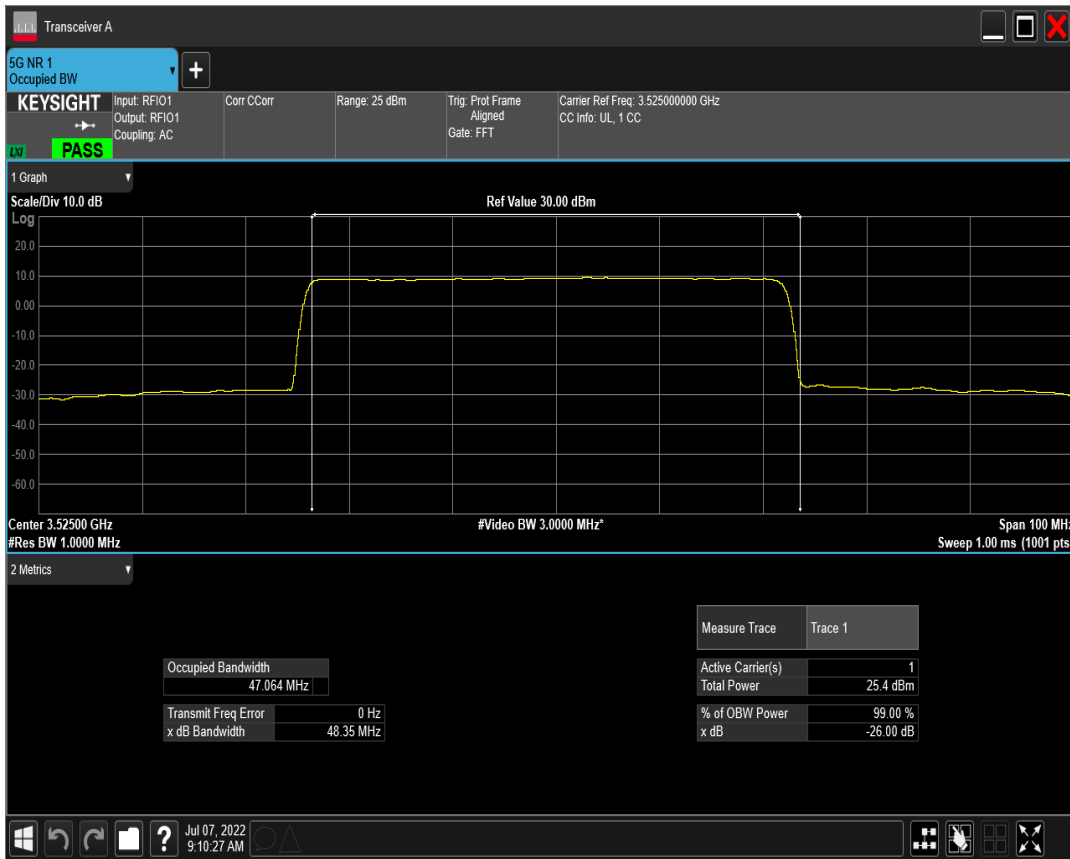 Transceiver A
5G NR 1
Occupied BW
+
KEYSIGHT
LXI
PASS
Input: RFIO1
Output: RFIO1
Coupling: AC
Corr CCorr
Range: 25 dBm
Trig: Prot Frame
Aligned
Gate: FFT
Carrier Ref Freq: 3.525000000 GHz
CC Info: UL, 1 CC
1 Graph
Scale/Div 10.0 dB
Ref Value 30.00 dBm
Log
20.0
10.0
0.00
-10.0
-20.0
-30.0
-40.0
-50.0
-60.0
Center 3.52500 GHz
#Video BW 3.0000 MHz*
Span 100 MHz
#Res BW 1.0000 MHz
Sweep 1.00 ms (1001 pts
2 Metrics
Measure Trace Trace 1
Occupied Bandwidth
47.064 MHz
Active Carrier(s) 1
Total Power 25.4 dBm
Transmit Freq Error 0 Hz
x dB Bandwidth 48.35 MHz
% of OBW Power 99.00 %
x dB -26.00 dB
?
Jul 07, 2022
9:10:27 AM